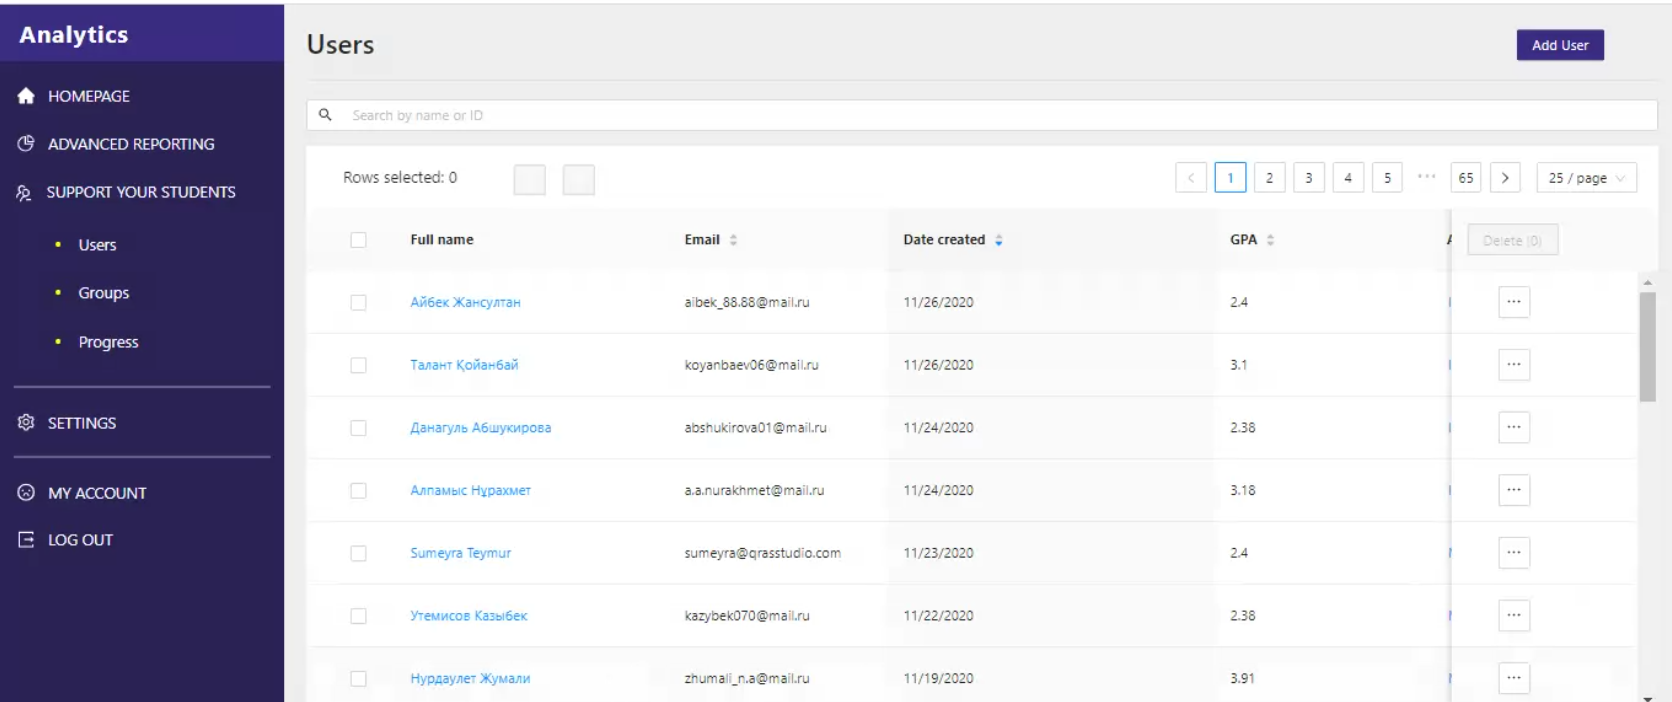 Analytics
HOMEPAGE
ADVANCED REPORTING
SUPPORT YOUR STUDENTS
Users
Groups
Progress
SETTINGS
MY ACCOUNT
LOG OUT
Users
Add User
Search by name or ID
Rows selected: 0
1 2 3 4 5 ••• 65 25 / page
Full name Email Date created GPA Delete (0)
Айбек Жансултан aibek_88.88@mail.ru 11/26/2020 2.4
Талант Қойанбай koyanbaev06@mail.ru 11/26/2020 3.1
Данагуль Абшукирова abshukirova01@mail.ru 11/24/2020 2.38
Алпамыс Нұрахмет a.a.nurakhmet@mail.ru 11/24/2020 3.18
Sumeyra Teymur sumeyra@qrasstudio.com 11/23/2020 2.4
Утемисов Казыбек kazybek070@mail.ru 11/22/2020 2.38
Нурдаулет Жумали zhumali_n.a@mail.ru 11/19/2020 3.91